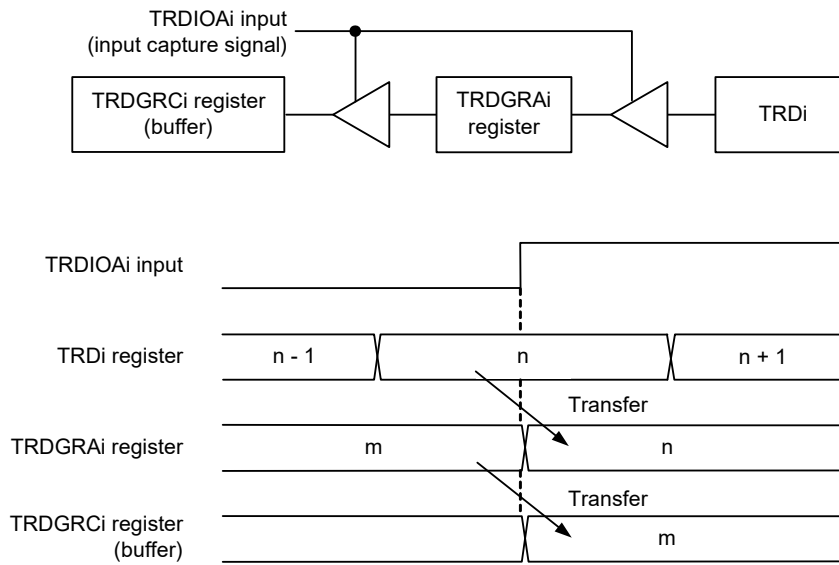 TRDIOAi input
(input capture signal)
TRDGRCi register
(buffer)
TRDGRAi
register
TRDi
TRDIOAi input
TRDi register
n - 1
n
n + 1
Transfer
TRDGRAi register
m
n
Transfer
TRDGRCi register
(buffer)
m